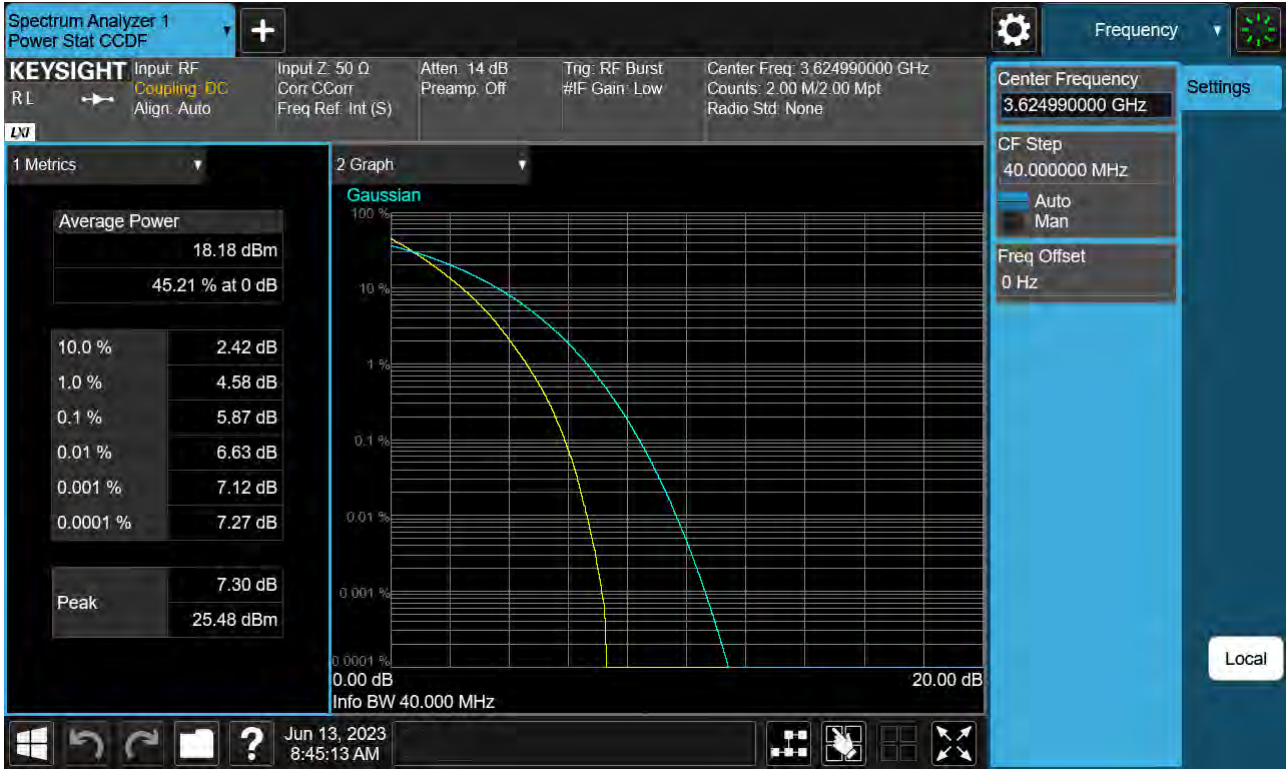 Spectrum Analyzer 1
Power Stat CCDF
Frequency
KEYSIGHT
R L
LXI
Input: RF
Coupling: DC
Align: Auto
Input Z: 50 Ω
Corr CCorr
Freq Ref: Int (S)
Atten: 14 dB
Preamp: Off
Trig: RF Burst
#IF Gain: Low
Center Freq: 3.624990000 GHz
Counts: 2.00 M/2.00 Mpt
Radio Std: None
1 Metrics
Average Power
18.18 dBm
45.21 % at 0 dB
10.0 % 2.42 dB
1.0 % 4.58 dB
0.1 % 5.87 dB
0.01 % 6.63 dB
0.001 % 7.12 dB
0.0001 % 7.27 dB
Peak
7.30 dB
25.48 dBm
2 Graph
Gaussian
100 %
10 %
1 %
0.1 %
0.01 %
0.001 %
0.0001 %
0.00 dB 20.00 dB
Info BW 40.000 MHz
Center Frequency
3.624990000 GHz
CF Step
40.000000 MHz
Auto
Man
Freq Offset
0 Hz
Settings
Local
?
Jun 13, 2023
8:45:13 AM